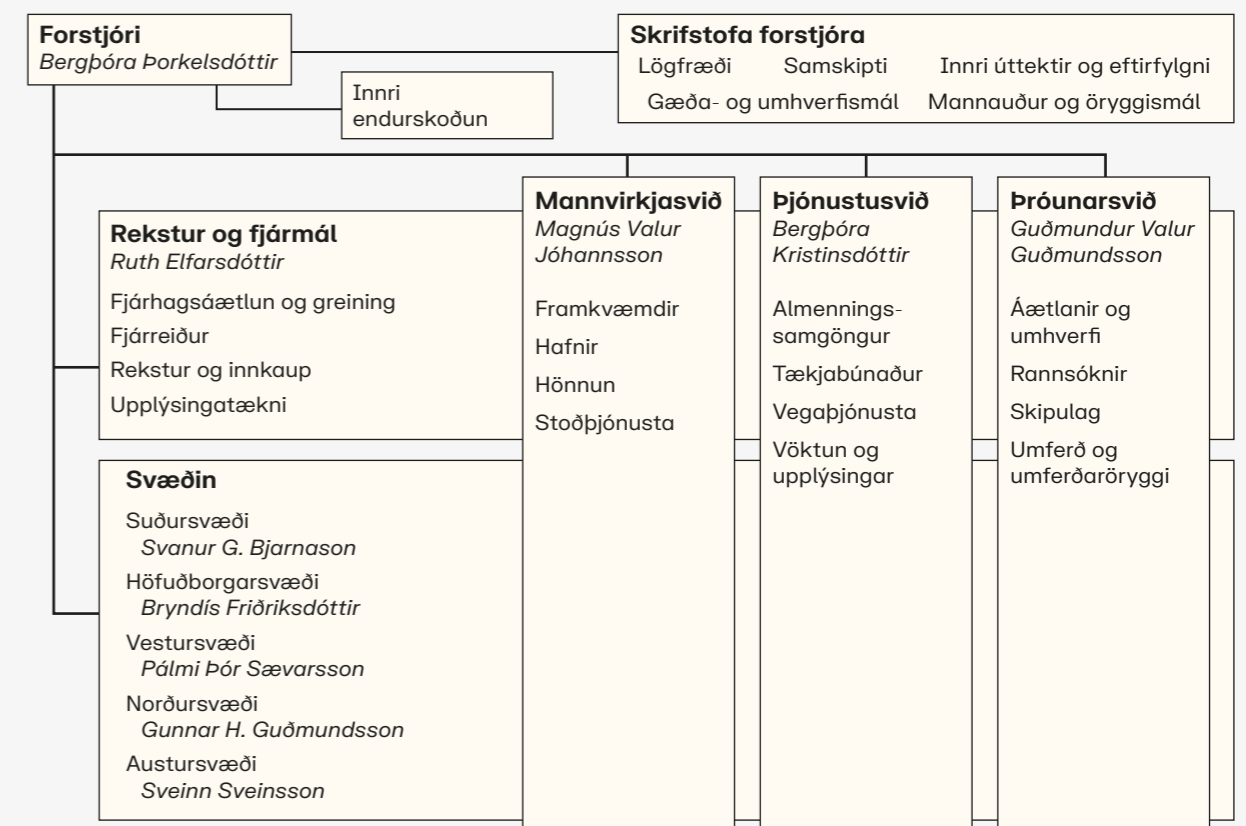 Forstjóri
Bergþóra Þorkelsdóttir
Skrifstofa forstjóra
Lögfræði Samskipti Innri úttektir og eftirfylgni
Gæða- og umhverfismál Mannauður og öryggismál
Innri
endurskoðun
Rekstur og fjármál
Ruth Elfarsdóttir
Fjárhagsáætlun og greining
Fjárreiður
Rekstur og innkaup
Upplýsingatækni
Mannvirkjasvið
Magnús Valur
Jóhannsson
Framkvæmdir
Hafnir
Hönnun
Stoðþjónusta
Þjónustusvið
Bergþóra
Kristinsdóttir
Almennings-
samgöngur
Tækjabúnaður
Vegaþjónusta
Vöktun og
upplýsingar
Þróunarsvið
Guðmundur Valur
Guðmundsson
Áætlanir og
umhverfi
Rannsóknir
Skipulag
Umferð og
umferðaröryggi
Svæðin
Suðursvæði
Svanur G. Bjarnason
Höfuðborgarsvæði
Bryndís Friðriksdóttir
Vestursvæði
Pálmi Þór Sævarsson
Norðursvæði
Gunnar H. Guðmundsson
Austursvæði
Sveinn Sveinsson